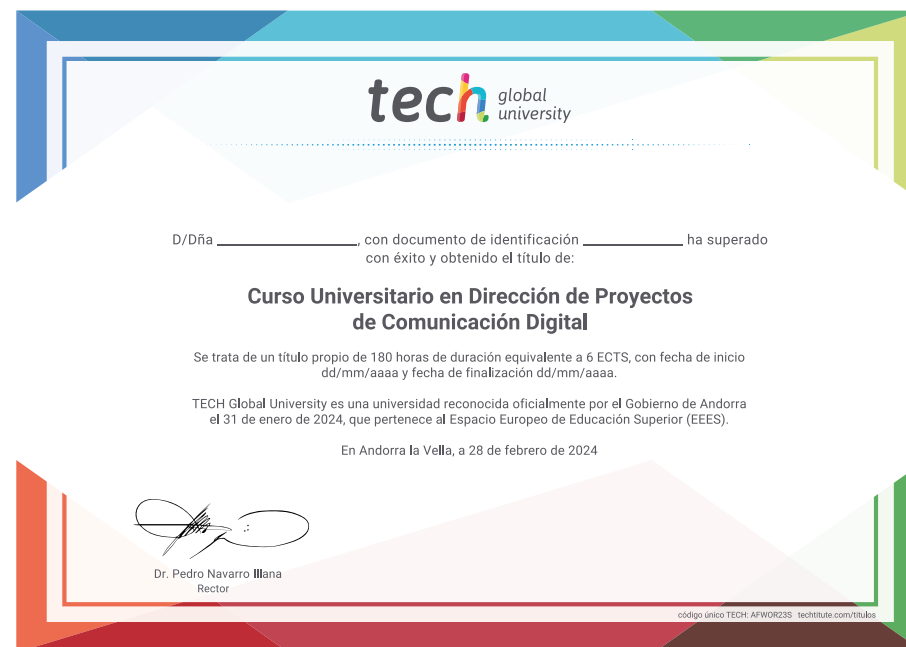 tech global
university
D/Dña ____________________, con documento de identificación ______________ ha superado
con éxito y obtenido el título de:
Curso Universitario en Dirección de Proyectos
de Comunicación Digital
Se trata de un título propio de 180 horas de duración equivalente a 6 ECTS, con fecha de inicio
dd/mm/aaaa y fecha de finalización dd/mm/aaaa.
TECH Global University es una universidad reconocida oficialmente por el Gobierno de Andorra
el 31 de enero de 2024, que pertenece al Espacio Europeo de Educación Superior (EEES).
En Andorra la Vella, a 28 de febrero de 2024
Dr. Pedro Navarro Illana
Rector
código único TECH: AFWOR23S techtitute.com/titulos